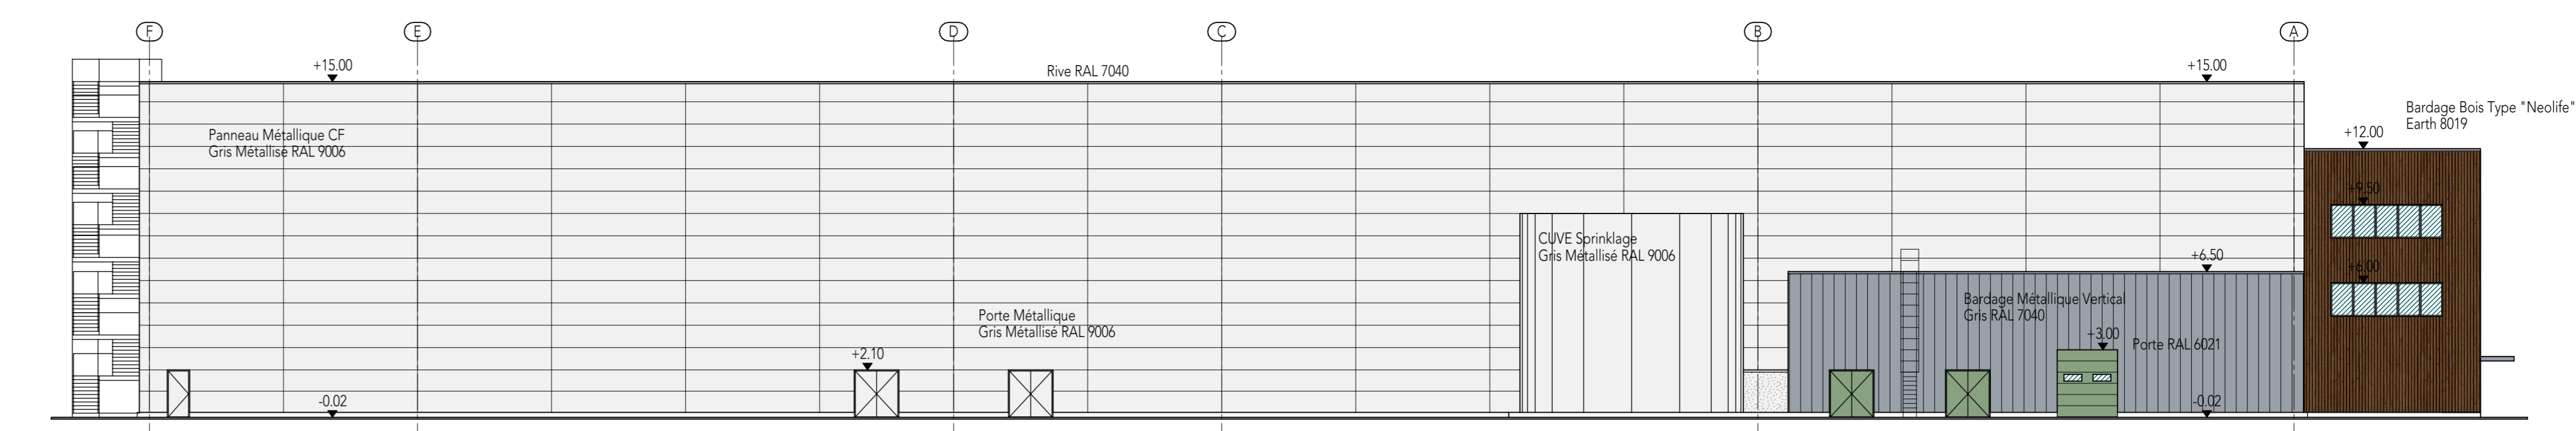 F
E
D
C
B
A
+15.00
Rive RAL 7040
+15.00
Bardage Bois Type "Neolife"
Earth 8019
+12.00
Panneau Métallique CF
Gris Métallisé RAL 9006
+9.50
CUVE Sprinklage
Gris Métallisé RAL 9006
+6.50
+6.00
Bardage Métallique Vertical
Gris RAL 7040
Porte Métallique
Gris Métallisé RAL 9006
+3.00
Porte RAL 6021
+2.10
-0.02
-0.02